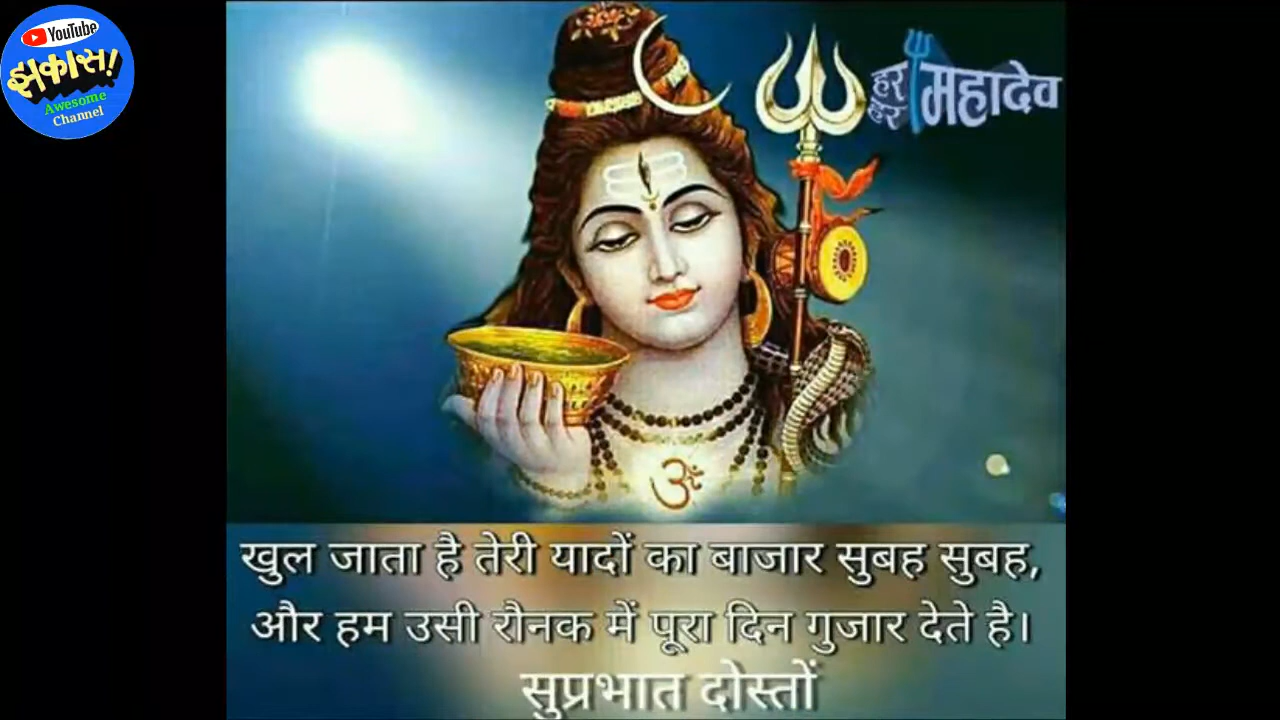 YouTube
झकास!
Awesome
Channel
हर
हर
महादेव
ॐ
खुल जाता है तेरी यादों का बाजार सुबह सुबह,
और हम उसी रौनक में पूरा दिन गुजार देते है।
सुप्रभात दोस्तों